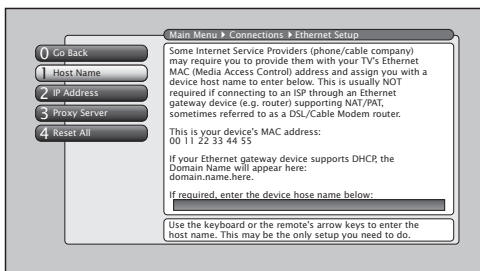 Main Menu ▶ Connections ▶ Ethernet Setup
0 Go Back
1 Host Name
2 IP Address
3 Proxy Server
4 Reset All
Some Internet Service Providers (phone/cable company)
may require you to provide them with your TV's Ethernet
MAC (Media Access Control) address and assign you with a
device host name to enter below. This is usually NOT
required if connecting to an ISP through an Ethernet
gateway device (e.g. router) supporting NAT/PAT,
sometimes referred to as a DSL/Cable Modem router.
This is your device's MAC address:
00 11 22 33 44 55
If your Ethernet gateway device supports DHCP, the
Domain Name will appear here:
domain.name.here.
If required, enter the device hose name below:
Use the keyboard or the remote's arrow keys to enter the
host name. This may be the only setup you need to do.